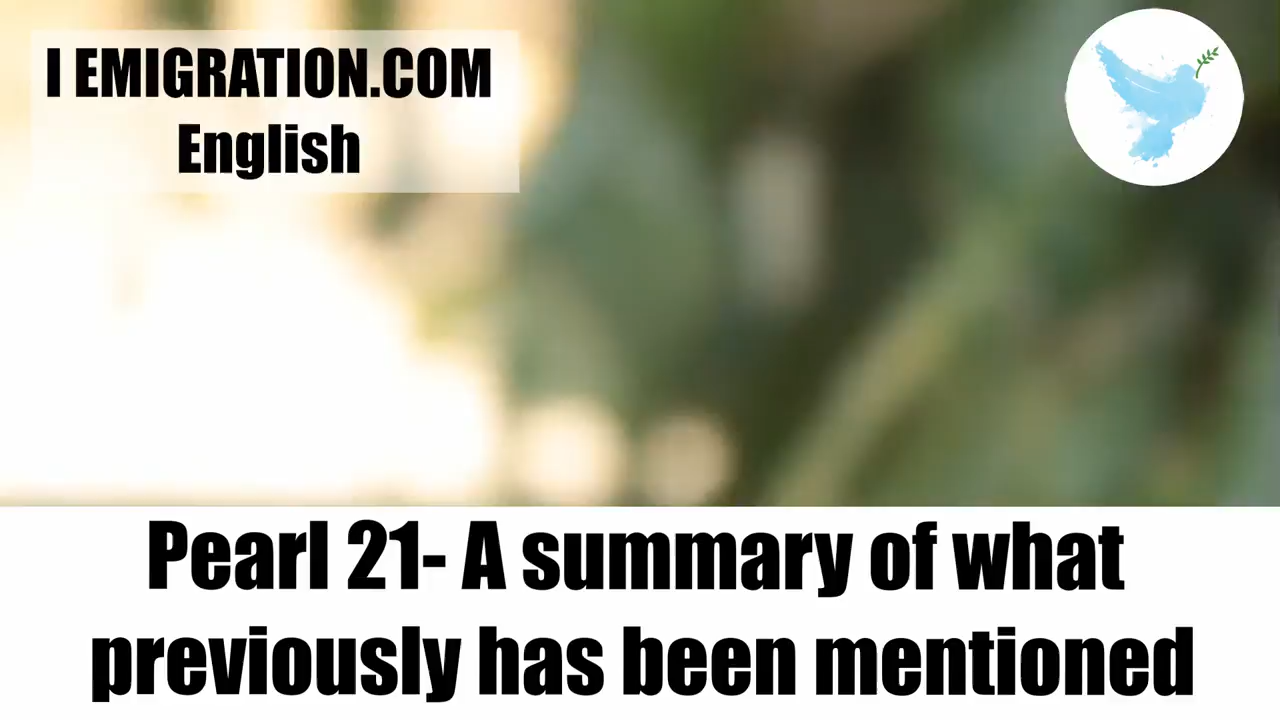 I EMIGRATION.COM
English
Pearl 21- A summary of what
previously has been mentioned